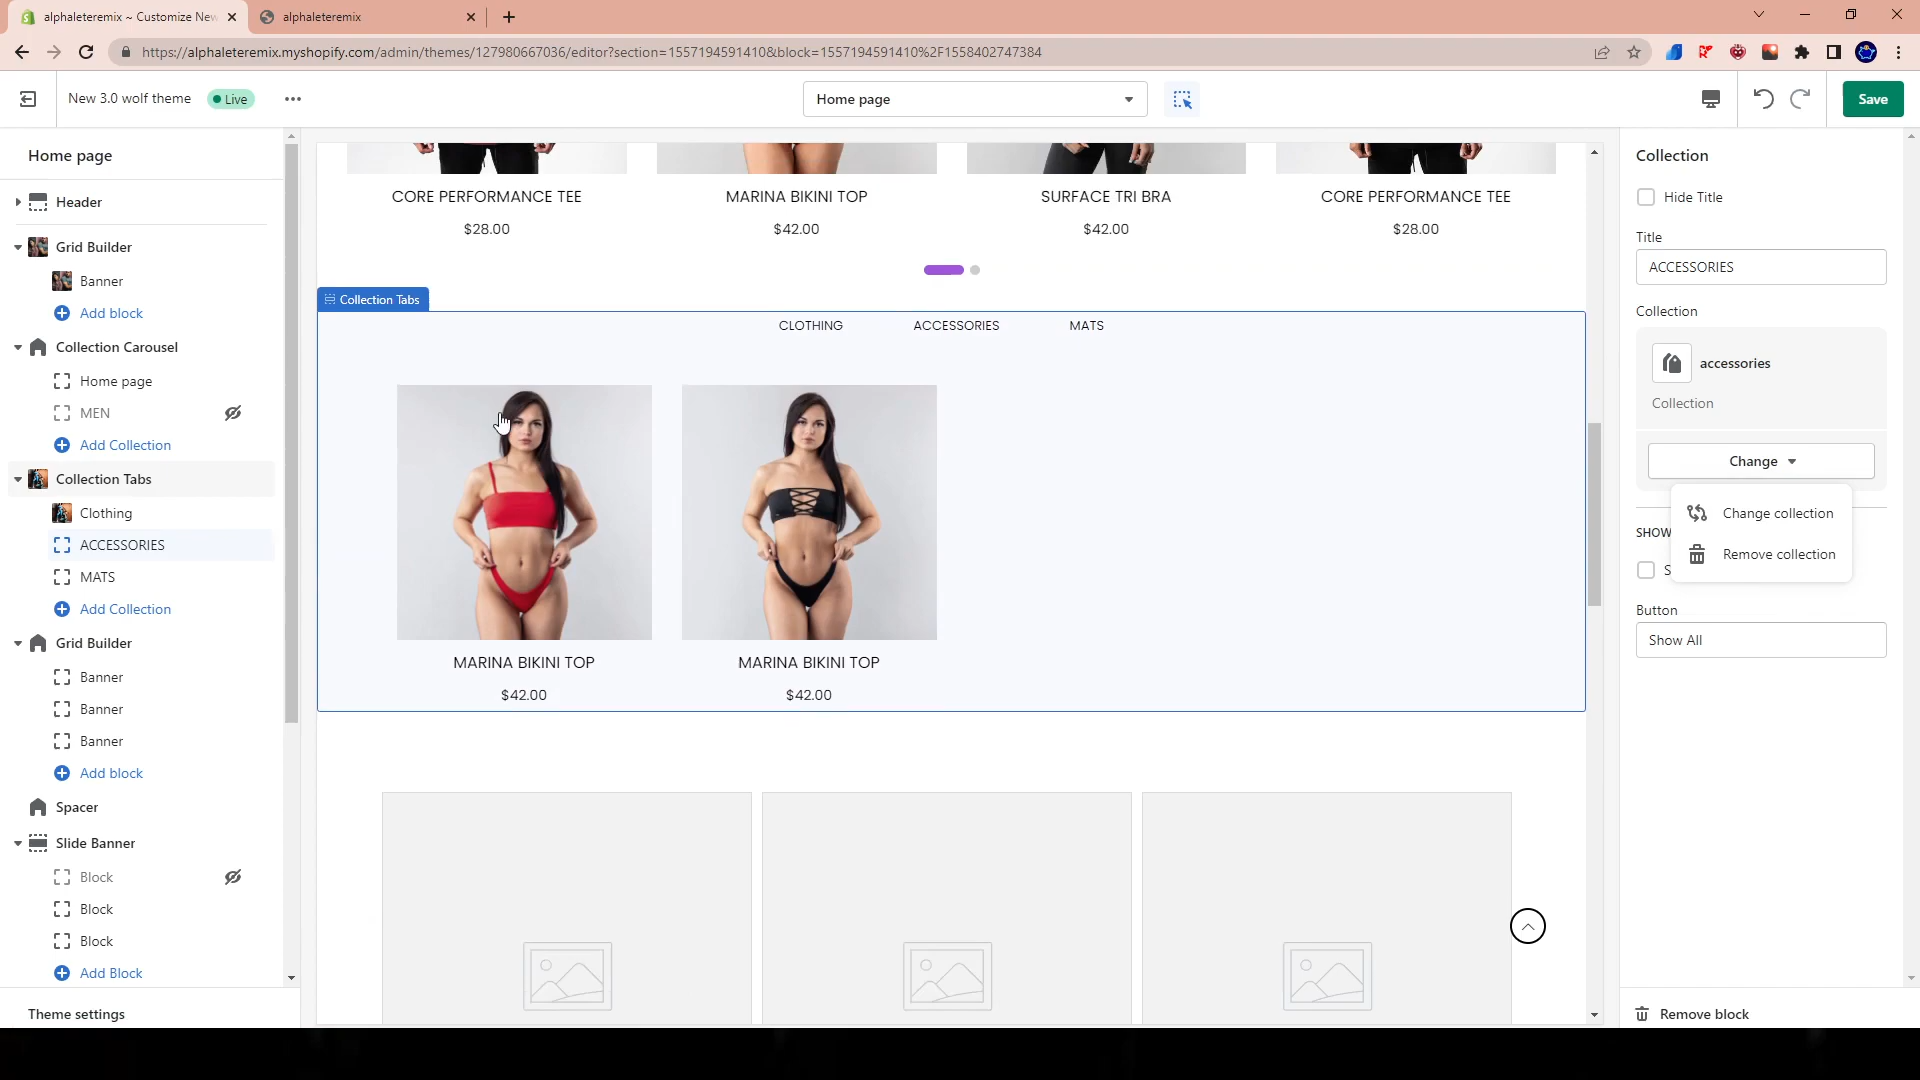 alphaleteremix ~ Customize New
alphaleteremix
https://alphaleteremix.myshopify.com/admin/themes/127980667036/editor?section=1557194591410&block=1557194591410%2F1558402747384
New 3.0 wolf theme
Live
Home page
Save
Home page
Header
Grid Builder
Banner
Add block
Collection Carousel
Home page
MEN
Add Collection
Collection Tabs
Clothing
ACCESSORIES
MATS
Add Collection
Grid Builder
Banner
Banner
Banner
Add block
Spacer
Slide Banner
Block
Block
Block
Add Block
Theme settings
CORE PERFORMANCE TEE
$28.00
MARINA BIKINI TOP
$42.00
SURFACE TRI BRA
$42.00
CORE PERFORMANCE TEE
$28.00
Collection Tabs
CLOTHING
ACCESSORIES
MATS
MARINA BIKINI TOP
$42.00
MARINA BIKINI TOP
$42.00
Collection
Hide Title
Title
ACCESSORIES
Collection
accessories
Collection
Change
Change collection
Remove collection
SHOW
S
Button
Show All
Remove block